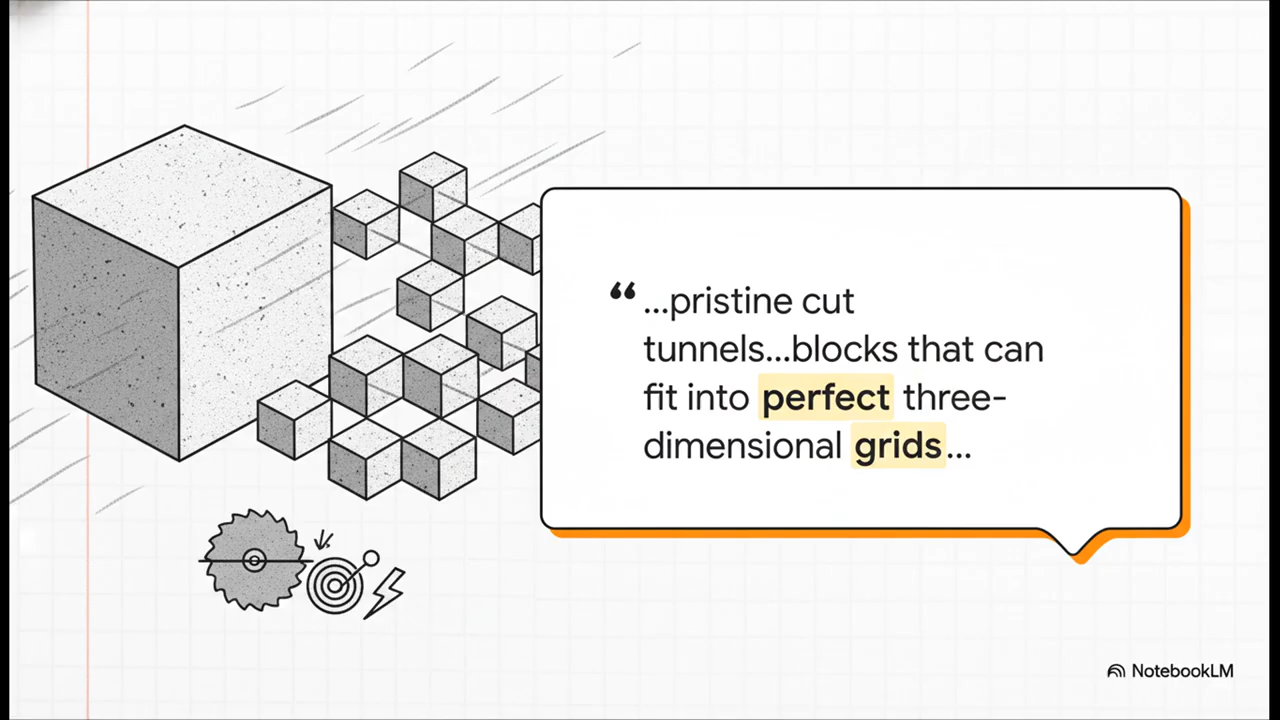 “...pristine cut
tunnels...blocks that can
fit into perfect three-
dimensional grids...
NotebookLM